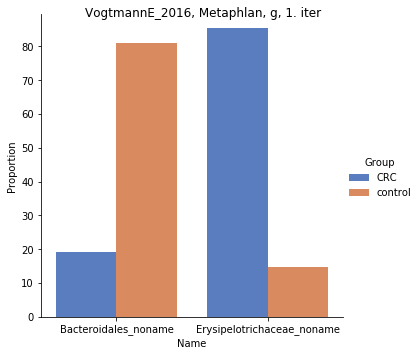 VogtmannE_2016, Metaphlan, g, 1. iter
80
70
60
50
40
30
20
10
0
Proportion
Bacteroidales_noname
Erysipelotrichaceae_noname
Name
Group
CRC
control